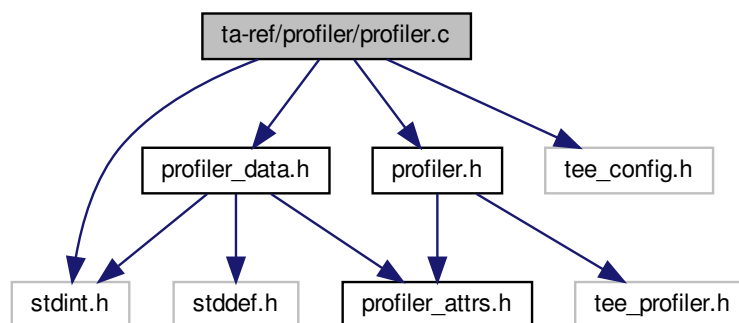 ta-ref/profiler/profiler.c
profiler_data.h
profiler.h
tee_config.h
stdint.h
stddef.h
profiler_attrs.h
tee_profiler.h